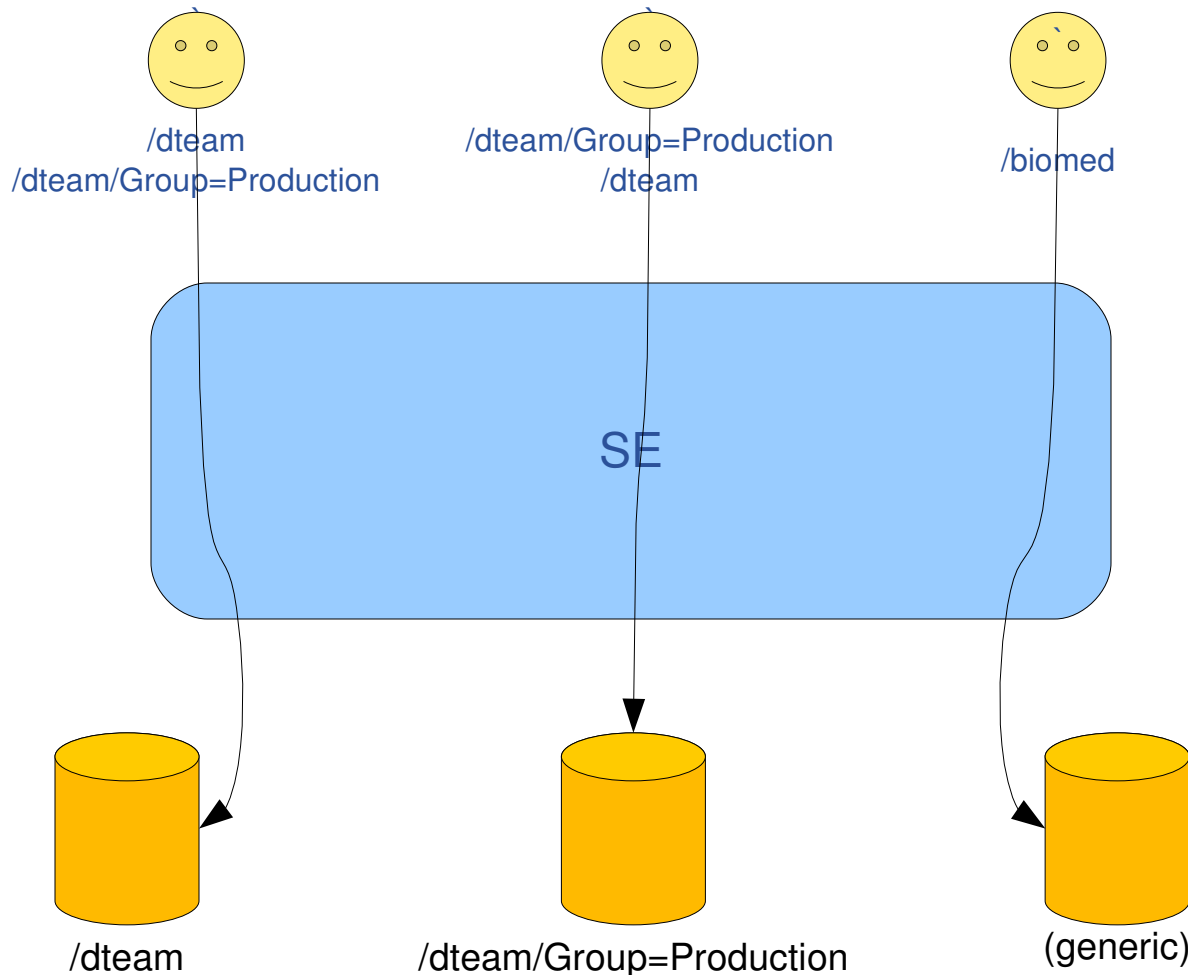 /dteam
/dteam/Group=Production
/dteam/Group=Production
/dteam
/biomed
SE
/dteam
/dteam/Group=Production
(generic)